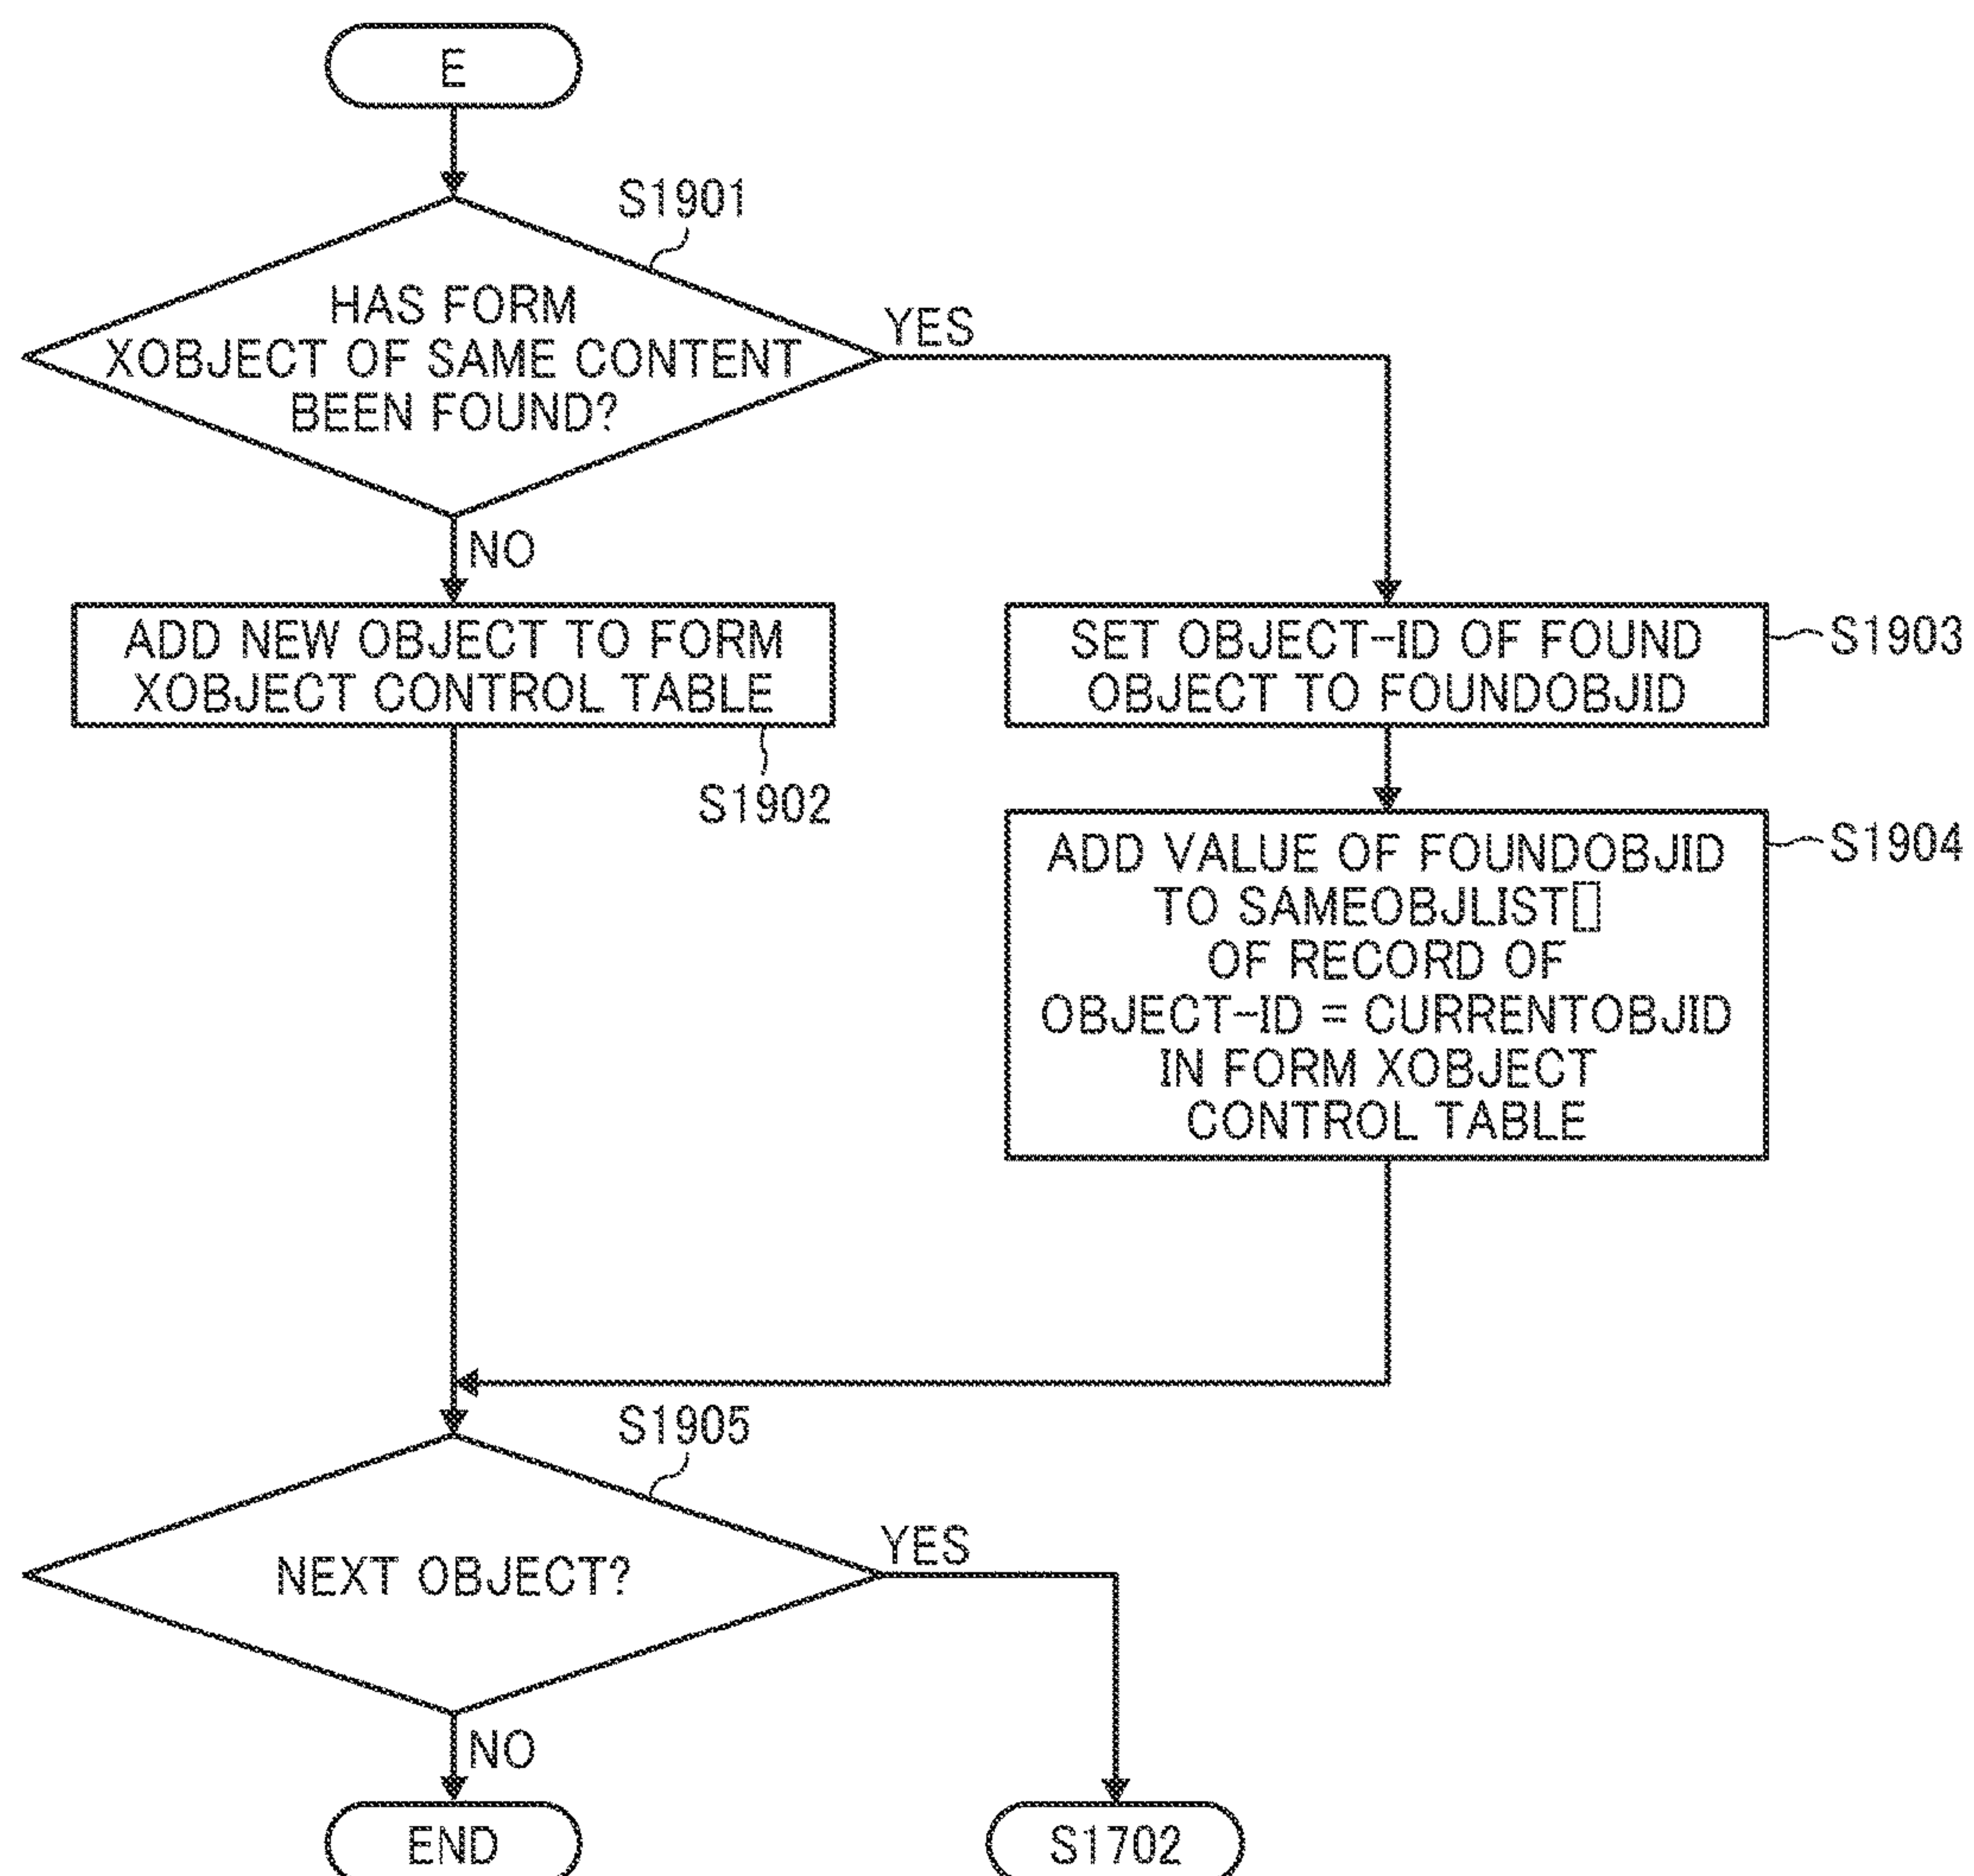 E
S1901
HAS FORM
XOBJECT OF SAME CONTENT
BEEN FOUND?
YES
NO
ADD NEW OBJECT TO FORM
XOBJECT CONTROL TABLE
S1902
SET OBJECT-ID OF FOUND
OBJECT TO FOUNDOBJID
S1903
ADD VALUE OF FOUNDOBJID
TO SAMEOBJLIST[]
OF RECORD OF
OBJECT-ID = CURRENTOBJID
IN FORM XOBJECT
CONTROL TABLE
S1904
S1905
NEXT OBJECT?
YES
NO
END
S1702